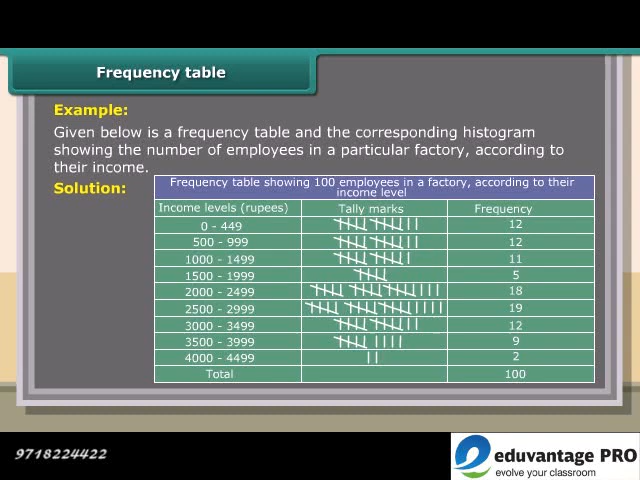 Frequency table
Example:
Given below is a frequency table and the corresponding histogram
showing the number of employees in a particular factory, according to
their income.
Solution:
Frequency table showing 100 employees in a factory, according to their
income level
Income levels (rupees) Tally marks Frequency
0 - 449 12
500 - 999 12
1000 - 1499 11
1500 - 1999 5
2000 - 2499 18
2500 - 2999 19
3000 - 3499 12
3500 - 3999 9
4000 - 4499 2
Total 100
9718224422
eduvantage PRO
evolve your classroom